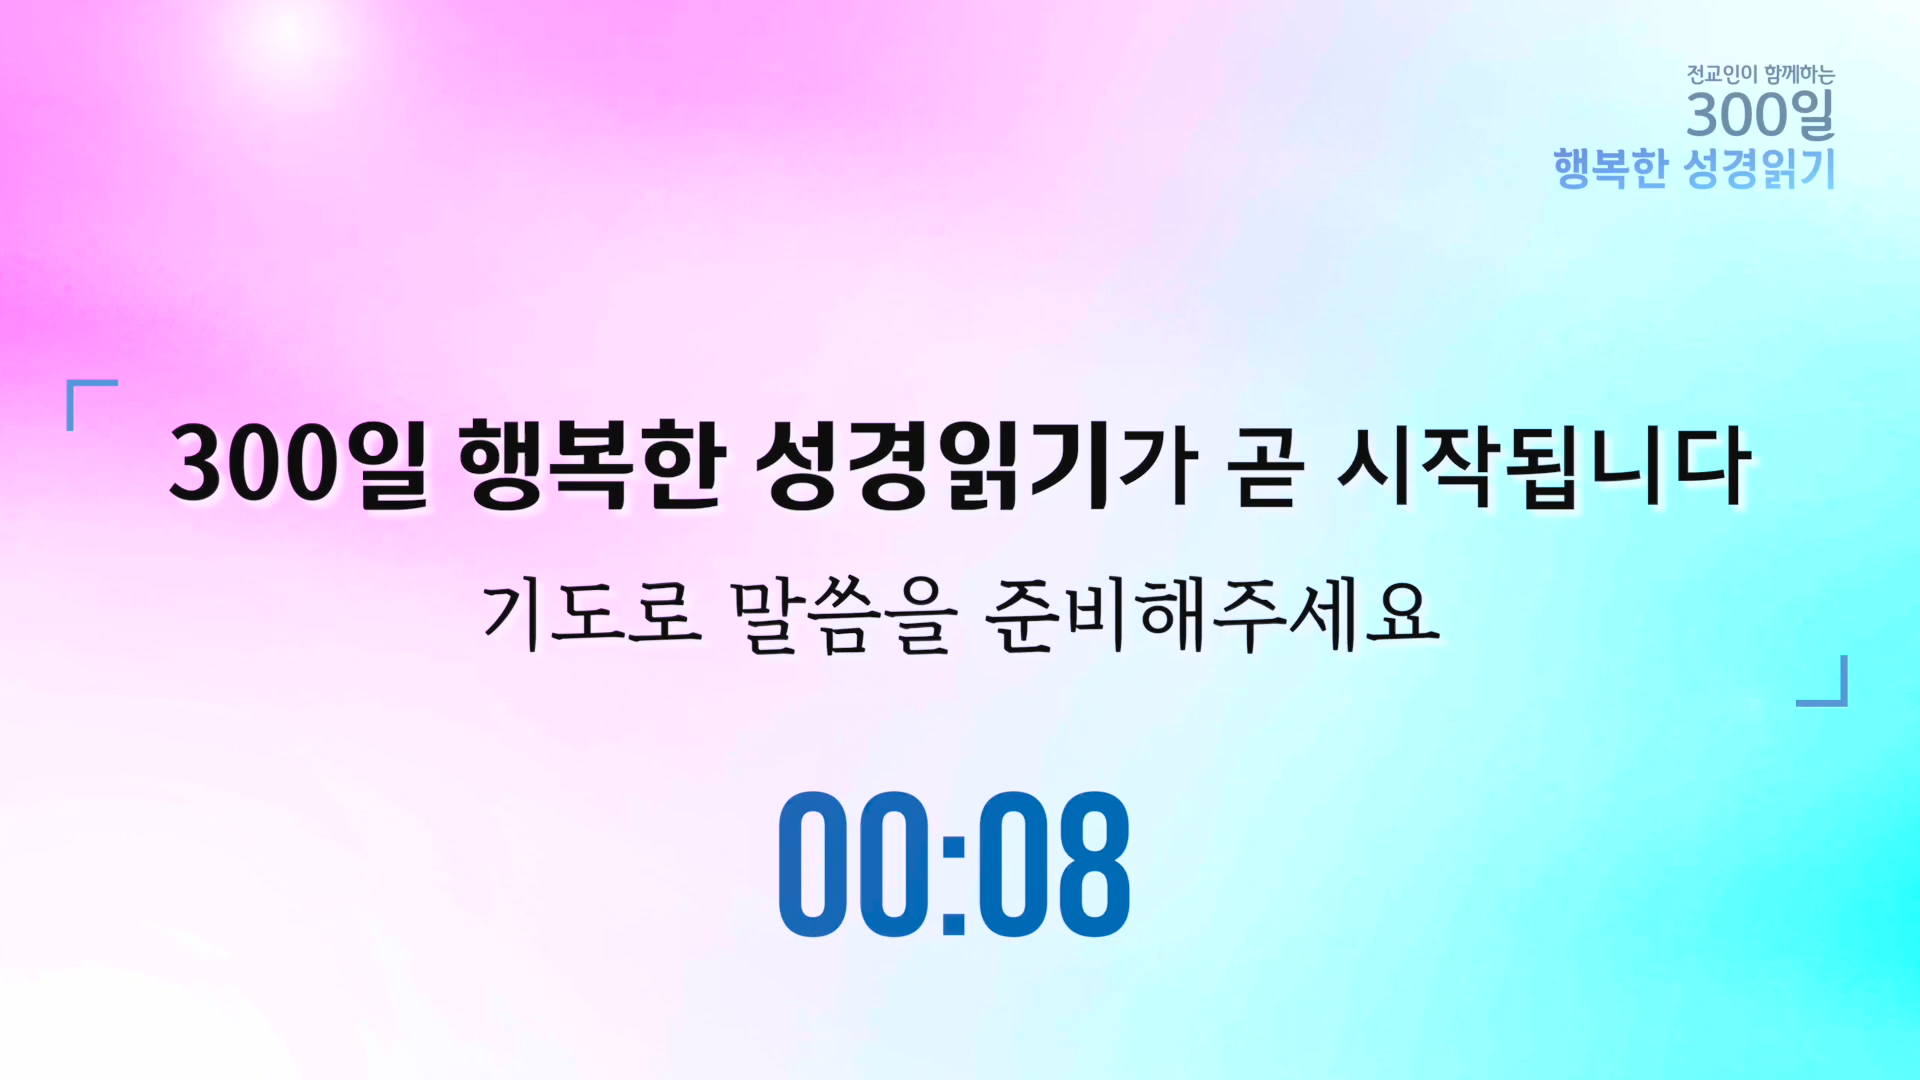 전교인이 함께하는
300일
행복한 성경읽기
300일 행복한 성경읽기가 곧 시작됩니다
기도로 말씀을 준비해주세요
00:08